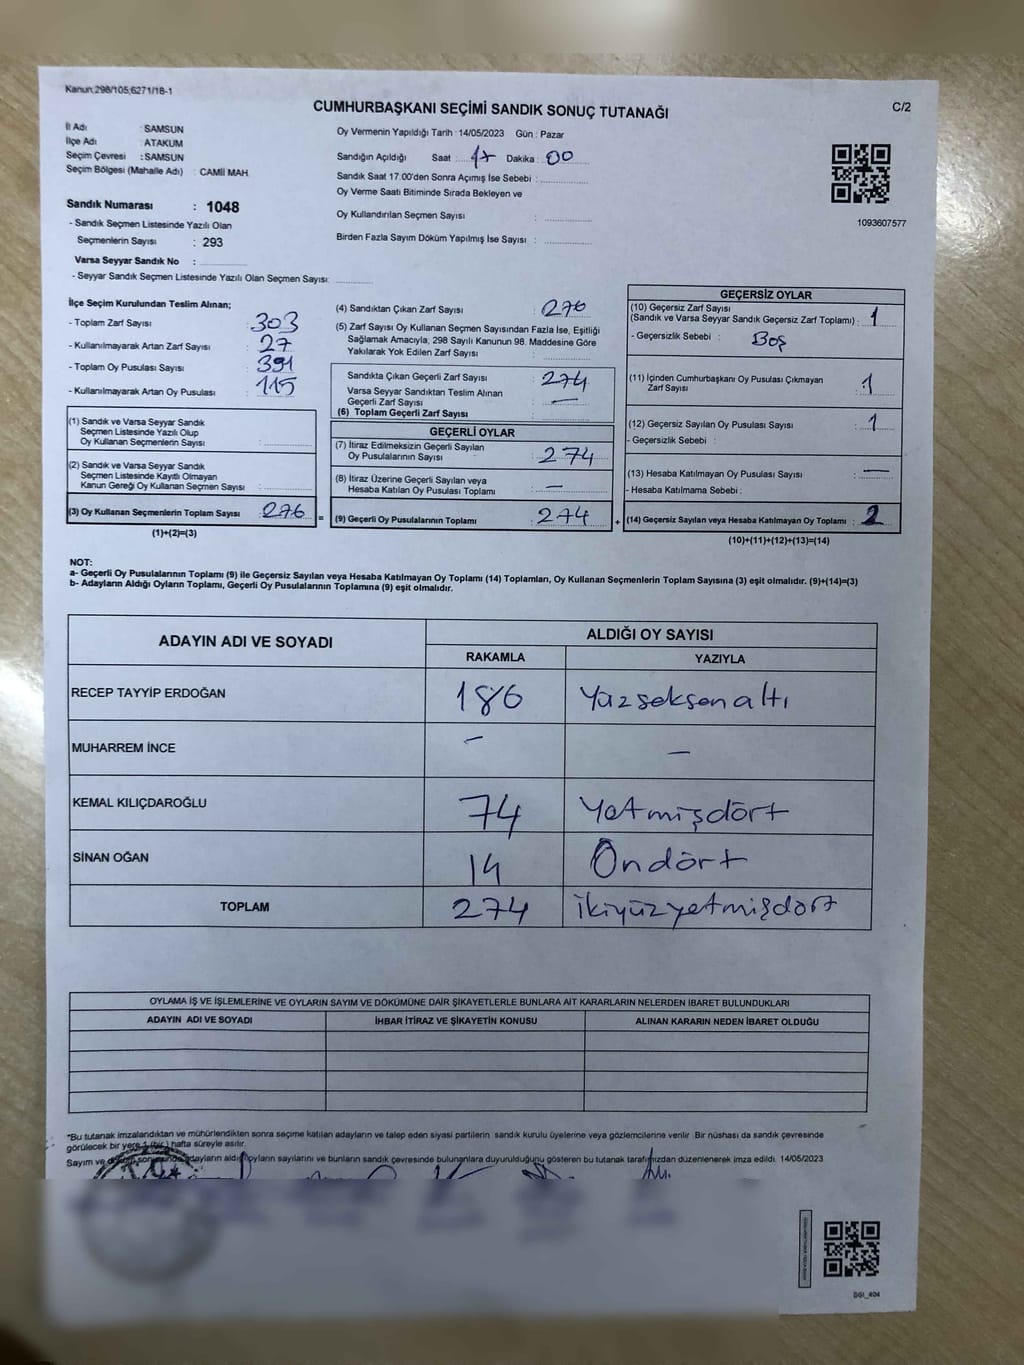 Kanun;298/105;6271/18-1
CUMHURBAŞKANI SEÇİMİ SANDIK SONUÇ TUTANAĞI
C/2
İl Adı : SAMSUN
İlçe Adı : ATAKUM
Seçim Çevresi : SAMSUN
Seçim Bölgesi (Mahalle Adı) : CAMİİ MAH.
Sandık Numarası : 1048
- Sandık Seçmen Listesinde Yazılı Olan
Seçmenlerin Sayısı : 293
Varsa Seyyar Sandık No :
- Seyyar Sandık Seçmen Listesinde Yazılı Olan Seçmen Sayısı:
Oy Vermenin Yapıldığı Tarih : 14/05/2023 Gün : Pazar
Sandığın Açıldığı Saat : 17 Dakika : 00
Sandık Saat 17.00'den Sonra Açımış İse Sebebi :
Oy Verme Saati Bitiminde Sırada Bekleyen ve
Oy Kullandırılan Seçmen Sayısı :
Birden Fazla Sayım Döküm Yapılmış İse Sayısı :
1093607577
İlçe Seçim Kurulundan Teslim Alınan;
- Toplam Zarf Sayısı : 303
- Kullanılmayarak Artan Zarf Sayısı : 27
- Toplam Oy Pusulası Sayısı : 391
- Kullanılmayarak Artan Oy Pusulası : 115
(1) Sandık ve Varsa Seyyar Sandık
Seçmen Listesinde Yazılı Olup
Oy Kullanan Seçmenlerin Sayısı :
(2) Sandık ve Varsa Seyyar Sandık
Seçmen Listesinde Kayıtlı Olmayan
Kanun Gereği Oy Kullanan Seçmen Sayısı :
(3) Oy Kullanan Seçmenlerin Toplam Sayısı : 276
(1)+(2)=(3)
(4) Sandıktan Çıkan Zarf Sayısı : 276
(5) Zarf Sayısı Oy Kullanan Seçmen Sayısından Fazla İse, Eşitliği
Sağlamak Amacıyla, 298 Sayılı Kanunun 98. Maddesine Göre
Yakılarak Yok Edilen Zarf Sayısı :
Sandıkta Çıkan Geçerli Zarf Sayısı : 274
Varsa Seyyar Sandıktan Teslim Alınan
Geçerli Zarf Sayısı : —
(6) Toplam Geçerli Zarf Sayısı :
GEÇERLİ OYLAR
(7) İtiraz Edilmeksizin Geçerli Sayılan
Oy Pusulalarının Sayısı : 274
(8) İtiraz Üzerine Geçerli Sayılan veya
Hesaba Katılan Oy Pusulası Toplamı : —
= (9) Geçerli Oy Pusulalarının Toplamı : 274
GEÇERSİZ OYLAR
(10) Geçersiz Zarf Sayısı
(Sandık ve Varsa Seyyar Sandık Geçersiz Zarf Toplamı) : 1
- Geçersizlik Sebebi : Boş
(11) İçinden Cumhurbaşkanı Oy Pusulası Çıkmayan
Zarf Sayısı : 1
(12) Geçersiz Sayılan Oy Pusulası Sayısı : 1
- Geçersizlik Sebebi :
(13) Hesaba Katılmayan Oy Pusulası Sayısı : —
- Hesaba Katılmama Sebebi :
+ (14) Geçersiz Sayılan veya Hesaba Katılmayan Oy Toplamı : 2
(10)+(11)+(12)+(13)=(14)
NOT:
a- Geçerli Oy Pusulalarının Toplamı (9) ile Geçersiz Sayılan veya Hesaba Katılmayan Oy Toplamı (14) Toplamları, Oy Kullanan Seçmenlerin Toplam Sayısına (3) eşit olmalıdır. (9)+(14)=(3)
b- Adayların Aldığı Oyların Toplamı, Geçerli Oy Pusulalarının Toplamına (9) eşit olmalıdır.
ADAYIN ADI VE SOYADI ALDIĞI OY SAYISI
RAKAMLA YAZIYLA
RECEP TAYYİP ERDOĞAN 186 Yüzseksenaltı
MUHARREM İNCE — —
KEMAL KILIÇDAROĞLU 74 Yetmişdört
SİNAN OĞAN 14 Ondört
TOPLAM 274 ikiyüzyetmişdört
OYLAMA İŞ VE İŞLEMLERİNE VE OYLARIN SAYIM VE DÖKÜMÜNE DAİR ŞİKAYETLERLE BUNLARA AİT KARARLARIN NELERDEN İBARET BULUNDUKLARI
ADAYIN ADI VE SOYADI İHBAR İTİRAZ VE ŞİKAYETİN KONUSU ALINAN KARARIN NEDEN İBARET OLDUĞU
*Bu tutanak imzalandıktan ve mühürlendikten sonra seçime katılan adayların ve talep eden siyasi partilerin sandık kurulu üyelerine veya gözlemcilerine verilir. Bir nüshası da sandık çevresinde
görülecek bir yere 1 (bir) hafta süreyle asılır.
Sayım ve döküm sonunda adayların aldığı oyların sayılarını ve bunların sandık çevresinde bulunanlara duyurulduğunu gösteren bu tutanak tarafımızdan düzenlenerek imza edildi. 14/05/2023